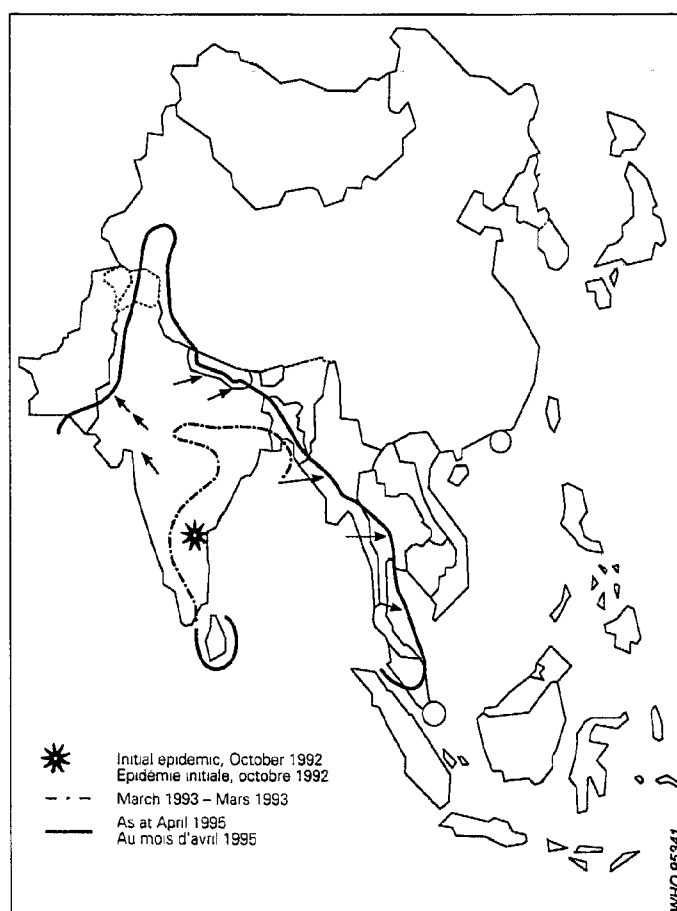 Initial epidemic, October 1992
Epidémie initiale, octobre 1992
March 1993 – Mars 1993
As at April 1995
Au mois d'avril 1995
WHO 95341